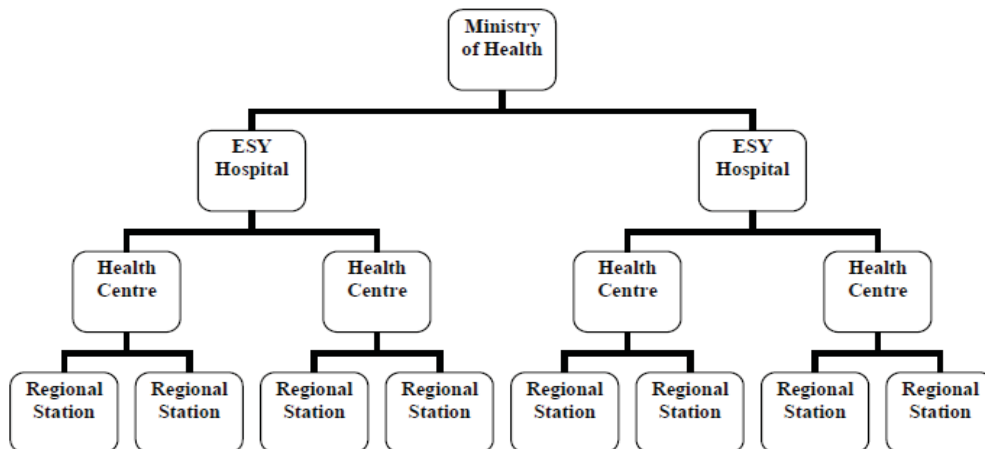 Ministry
of Health
ESY
Hospital
ESY
Hospital
Health
Centre
Health
Centre
Health
Centre
Health
Centre
Regional
Station
Regional
Station
Regional
Station
Regional
Station
Regional
Station
Regional
Station
Regional
Station
Regional
Station